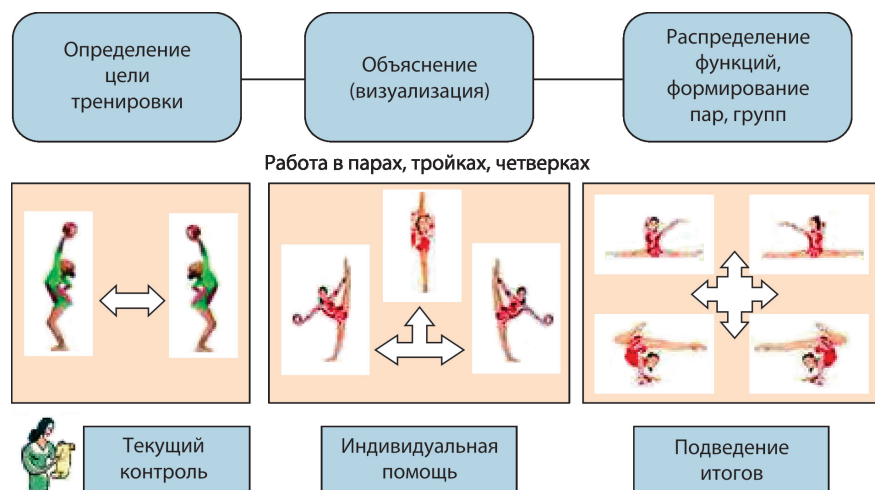 Определение
цели
тренировки
Объяснение
(визуализация)
Распределение
функций,
формирование
пар, групп
Работа в парах, тройках, четверках
Текущий
контроль
Индивидуальная
помощь
Подведение
итогов